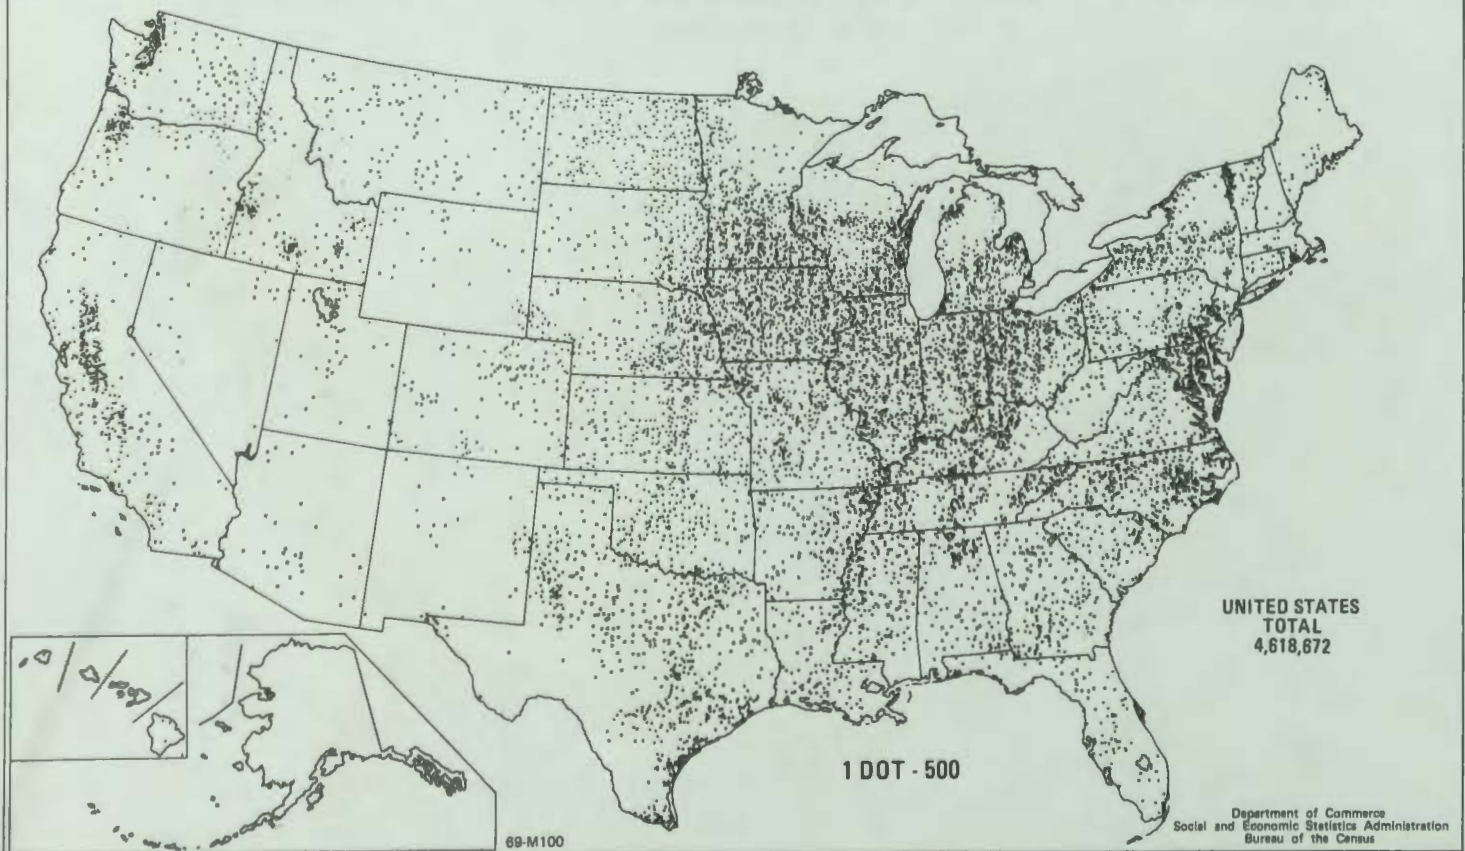 UNITED STATES
TOTAL
4,618,672
1 DOT - 500
69-M100
Department of Commerce
Social and Economic Statistics Administration
Bureau of the Census